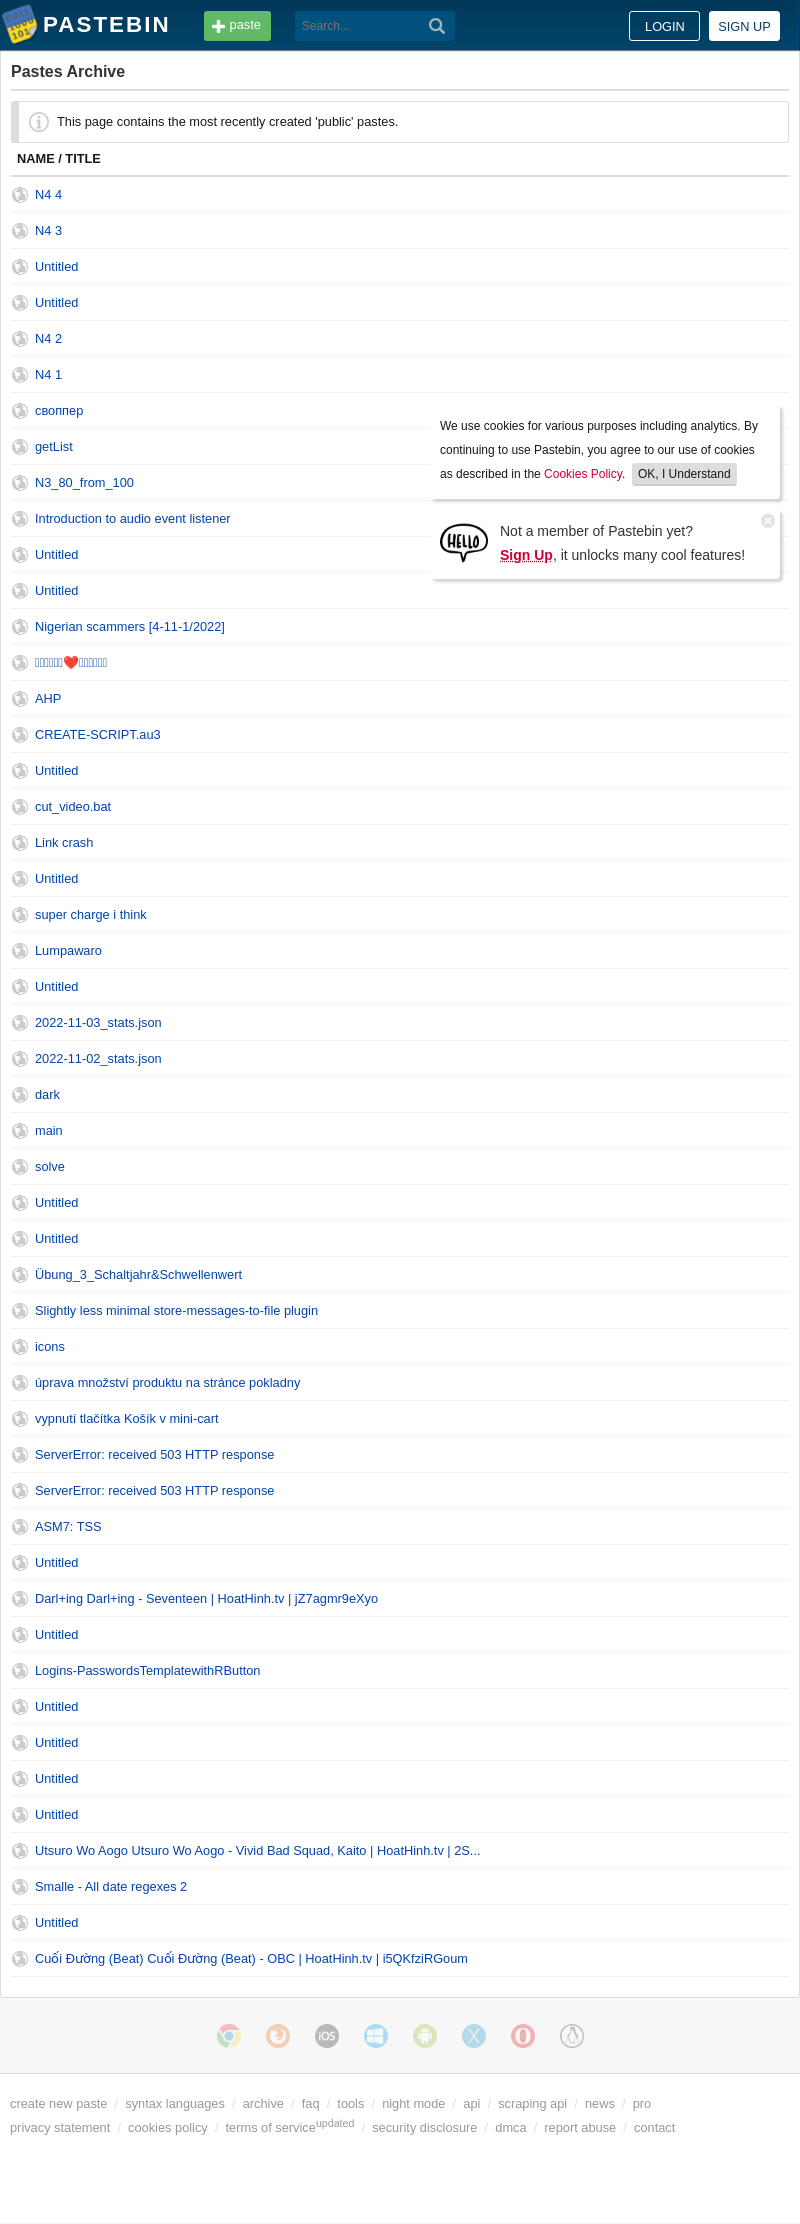 PASTEBIN
paste
Search...
LOGIN
SIGN UP
Pastes Archive
This page contains the most recently created 'public' pastes.
NAME / TITLE
N4 4
N4 3
Untitled
Untitled
N4 2
N4 1
своппер
getList
N3_80_from_100
Introduction to audio event listener
Untitled
Untitled
We use cookies for various purposes including analytics. By
continuing to use Pastebin, you agree to our use of cookies
as described in the Cookies Policy. OK, I Understand
HELLO
Not a member of Pastebin yet?
Sign Up, it unlocks many cool features!
Nigerian scammers [4-11-1/2022]
❤️
AHP
CREATE-SCRIPT.au3
Untitled
cut_video.bat
Link crash
Untitled
super charge i think
Lumpawaro
Untitled
2022-11-03_stats.json
2022-11-02_stats.json
dark
main
solve
Untitled
Untitled
Übung_3_Schaltjahr&Schwellenwert
Slightly less minimal store-messages-to-file plugin
icons
úprava množství produktu na stránce pokladny
vypnutí tlačítka Košík v mini-cart
ServerError: received 503 HTTP response
ServerError: received 503 HTTP response
ASM7: TSS
Untitled
Darl+ing Darl+ing - Seventeen | HoatHinh.tv | jZ7agmr9eXyo
Untitled
Logins-PasswordsTemplatewithRButton
Untitled
Untitled
Untitled
Untitled
Utsuro Wo Aogo Utsuro Wo Aogo - Vivid Bad Squad, Kaito | HoatHinh.tv | 2S...
Smalle - All date regexes 2
Untitled
Cuối Đường (Beat) Cuối Đường (Beat) - OBC | HoatHinh.tv | i5QKfziRGoum
iOS
create new paste / syntax languages / archive / faq / tools / night mode / api / scraping api / news / pro
privacy statement / cookies policy / terms of service updated / security disclosure / dmca / report abuse / contact